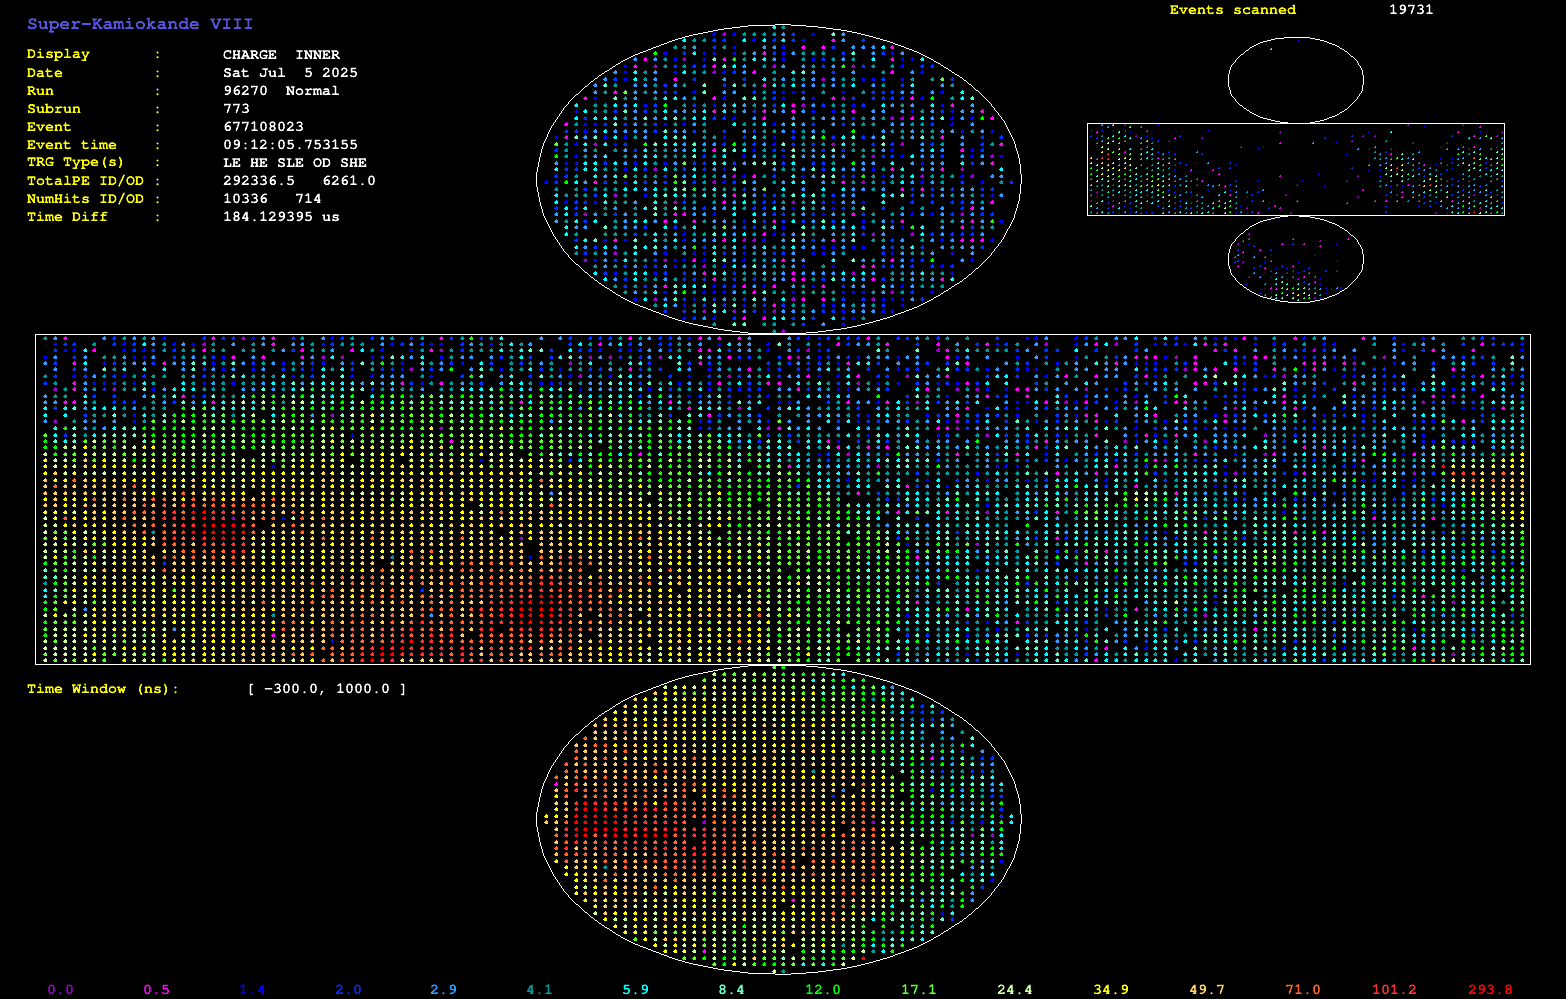 Super-Kamiokande VIII
Events scanned 19731
Display : CHARGE INNER
Date : Sat Jul 5 2025
Run : 96270 Normal
Subrun : 773
Event : 677108023
Event time : 09:12:05.753155
TRG Type(s) : LE HE SLE OD SHE
TotalPE ID/OD : 292336.5 6261.0
NumHits ID/OD : 10336 714
Time Diff : 184.129395 us
Time Window (ns): [ -300.0, 1000.0 ]
0.0 0.5 1.4 2.0 2.9 4.1 5.9 8.4 12.0 17.1 24.4 34.9 49.7 71.0 101.2 293.8